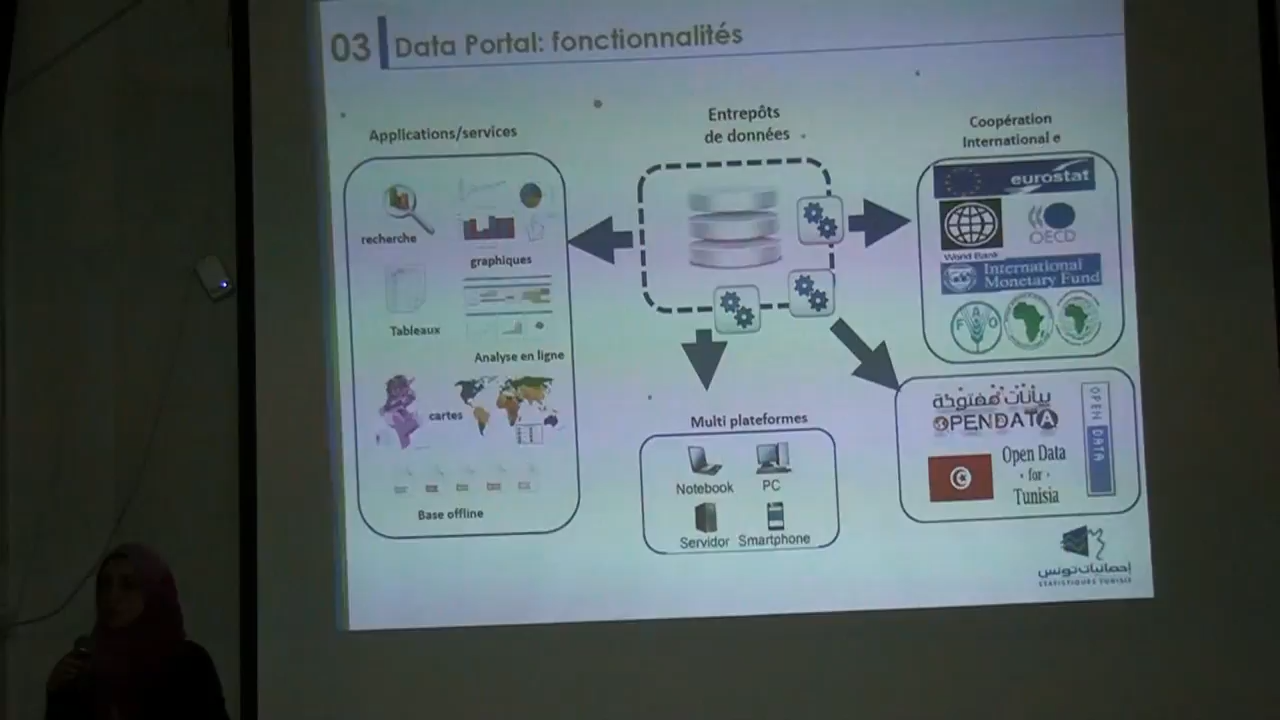 03 Data Portal: fonctionnalités
Applications/services
recherche
graphiques
Tableaux
Analyse en ligne
cartes
Base offline
Entrepôts
de données
Multi plateformes
Notebook
PC
Servidor
Smartphone
Coopération
International e
eurostat
World Bank
OECD
International
Monetary Fund
F A O
بيانات مفتوحة
OPENDATA
Open Data
for
Tunisia
OPEN DATA
إحصائيات تونس
STATISTIQUES TUNISIE